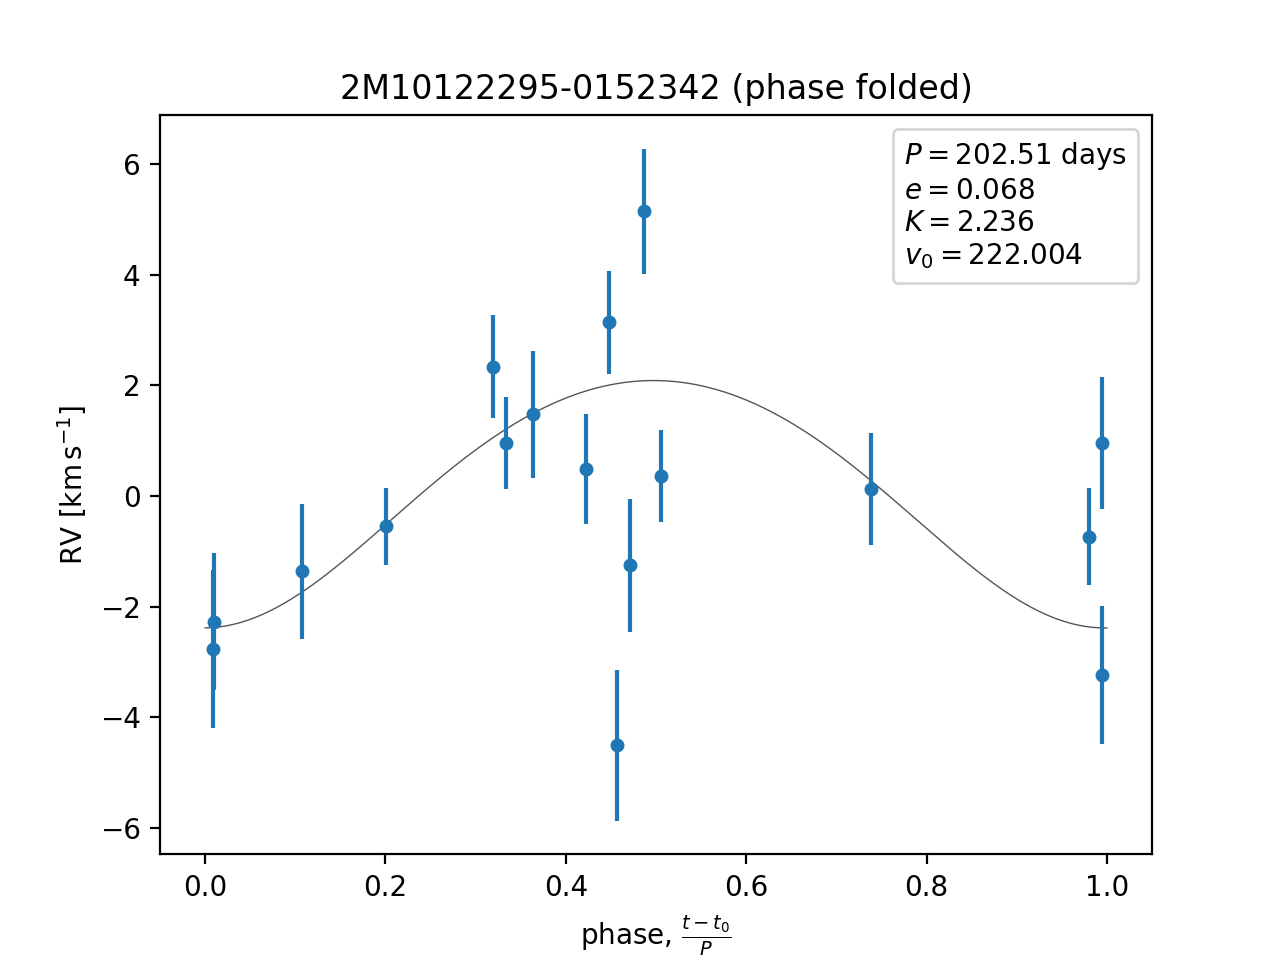 2M10122295-0152342 (phase folded)
P = 202.51 days
e = 0.068
K = 2.236
v₀ = 222.004
RV [km s⁻¹]
6
4
2
0
−2
−4
−6
0.0 0.2 0.4 0.6 0.8 1.0
phase, (t − t₀)/P